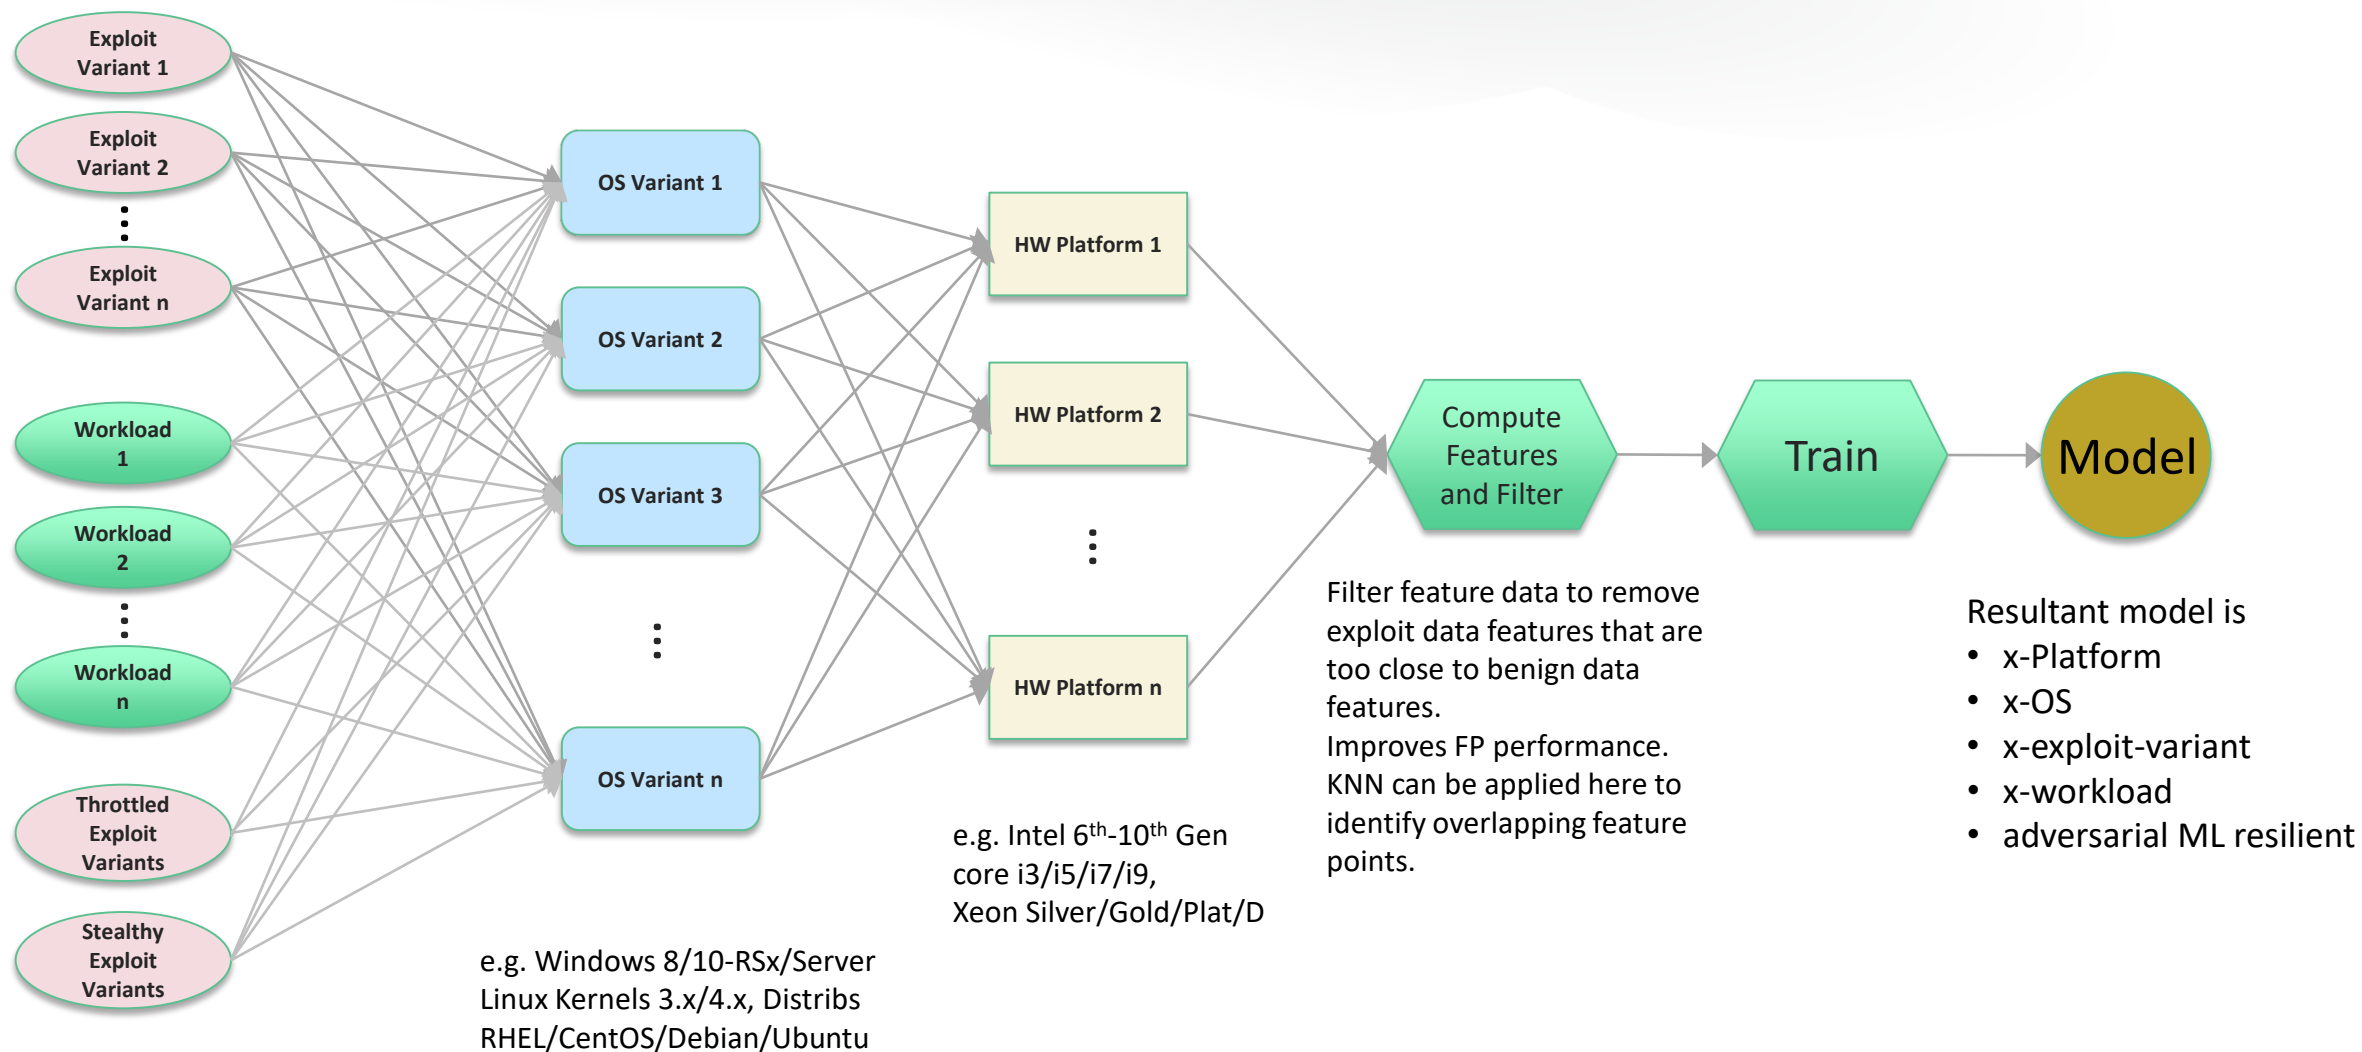 Exploit
Variant 1
Exploit
Variant 2
Exploit
Variant n
Workload
1
Workload
2
Workload
n
Throttled
Exploit
Variants
Stealthy
Exploit
Variants
OS Variant 1
OS Variant 2
OS Variant 3
OS Variant n
e.g. Windows 8/10-RSx/Server
Linux Kernels 3.x/4.x, Distribs
RHEL/CentOS/Debian/Ubuntu
HW Platform 1
HW Platform 2
HW Platform n
e.g. Intel 6th-10th Gen
core i3/i5/i7/i9,
Xeon Silver/Gold/Plat/D
Compute
Features
and Filter
Filter feature data to remove
exploit data features that are
too close to benign data
features.
Improves FP performance.
KNN can be applied here to
identify overlapping feature
points.
Train
Model
Resultant model is
• x-Platform
• x-OS
• x-exploit-variant
• x-workload
• adversarial ML resilient